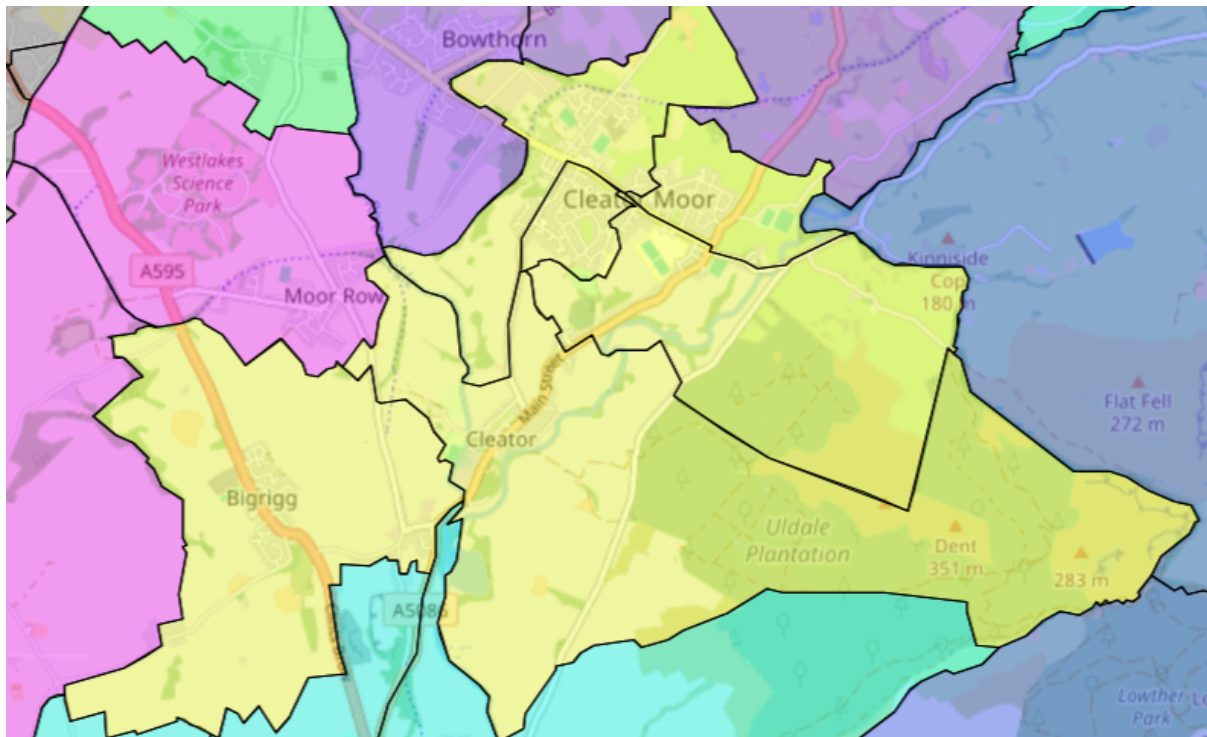 Bowthorn
Westlakes
Science
Park
Cleator Moor
A595
Kinniside
Cop
180 m
Moor Row
Main Street
Flat Fell
272 m
Cleator
Bigrigg
Uldale
Plantation
Dent
351 m
283 m
A5086
Lowther
Park